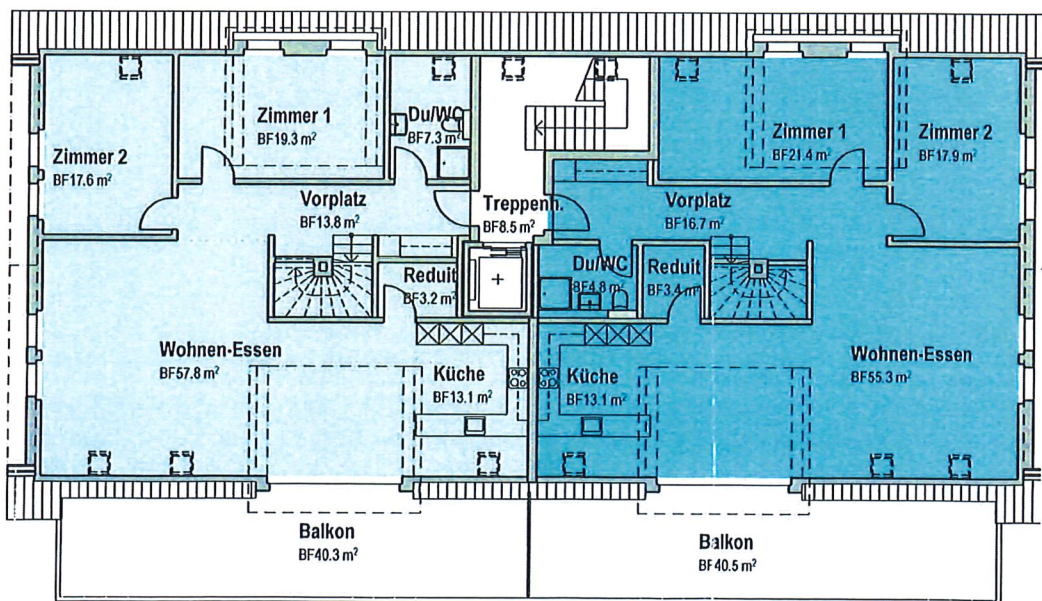 Zimmer 2
BF17.6 m²
Zimmer 1
BF19.3 m²
Du/WC
BF7.3 m²
Vorplatz
BF13.8 m²
Reduit
BF3.2 m²
Treppenh.
BF8.5 m²
Wohnen-Essen
BF57.8 m²
Küche
BF13.1 m²
Balkon
BF40.3 m²
Zimmer 1
BF21.4 m²
Zimmer 2
BF17.9 m²
Vorplatz
BF16.7 m²
Du/WC
BF4.8 m²
Reduit
BF3.4 m²
Küche
BF13.1 m²
Wohnen-Essen
BF55.3 m²
Balkon
BF40.5 m²